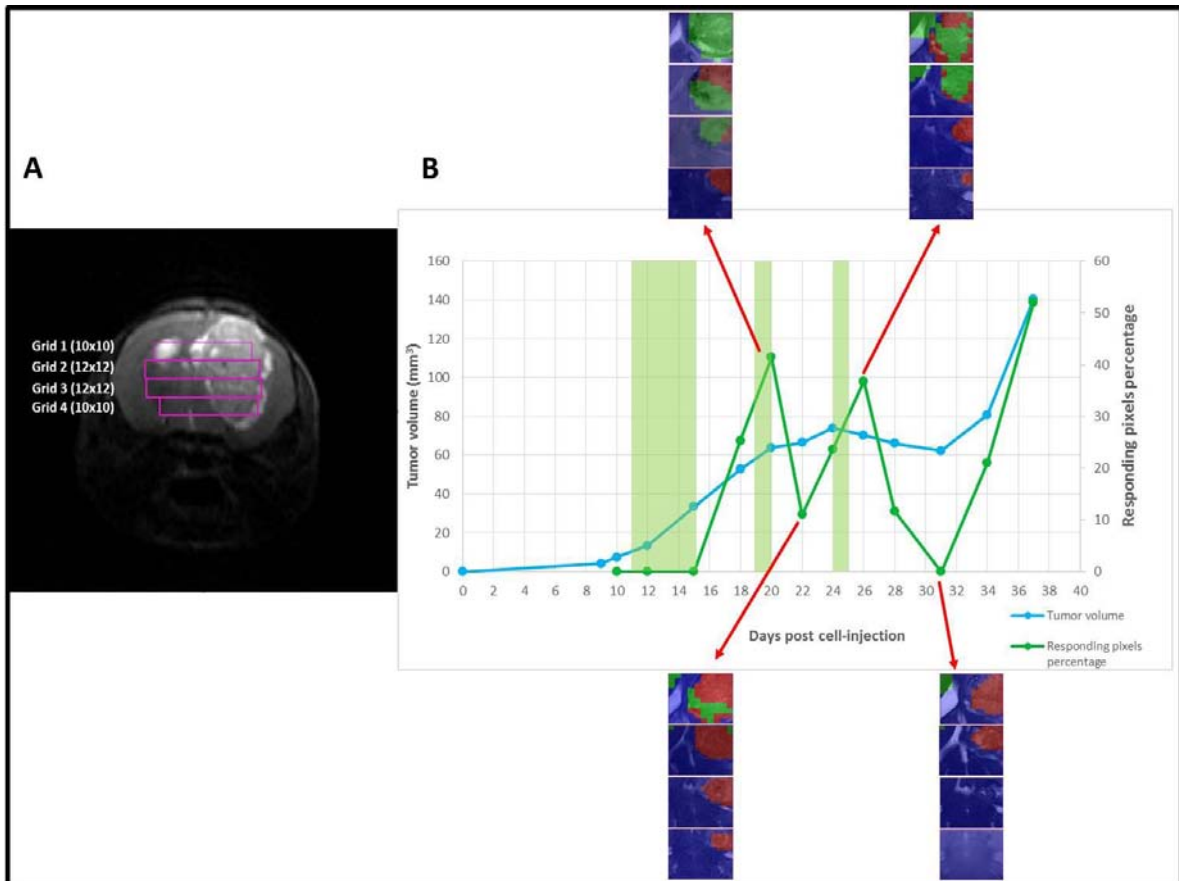 A
B
Grid 1 (10x10)
Grid 2 (12x12)
Grid 3 (12x12)
Grid 4 (10x10)
Tumor volume (mm³)
160
140
120
100
80
60
40
20
0
60
50
40
30
20
10
0
Responding pixels percentage
0 2 4 6 8 10 12 14 16 18 20 22 24 26 28 30 32 34 36 38 40
Days post cell-injection
Tumor volume
Responding pixels
percentage